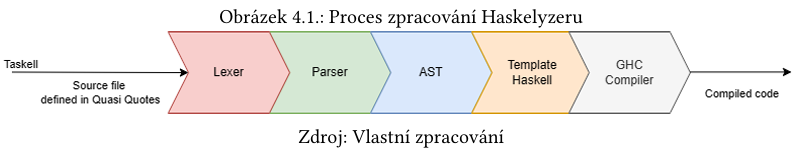 Obrázek 4.1.: Proces zpracování Haskelyzeru
Taskell
Source file
defined in Quasi Quotes
Lexer
Parser
AST
Template
Haskell
GHC
Compiler
Compiled code
Zdroj: Vlastní zpracování